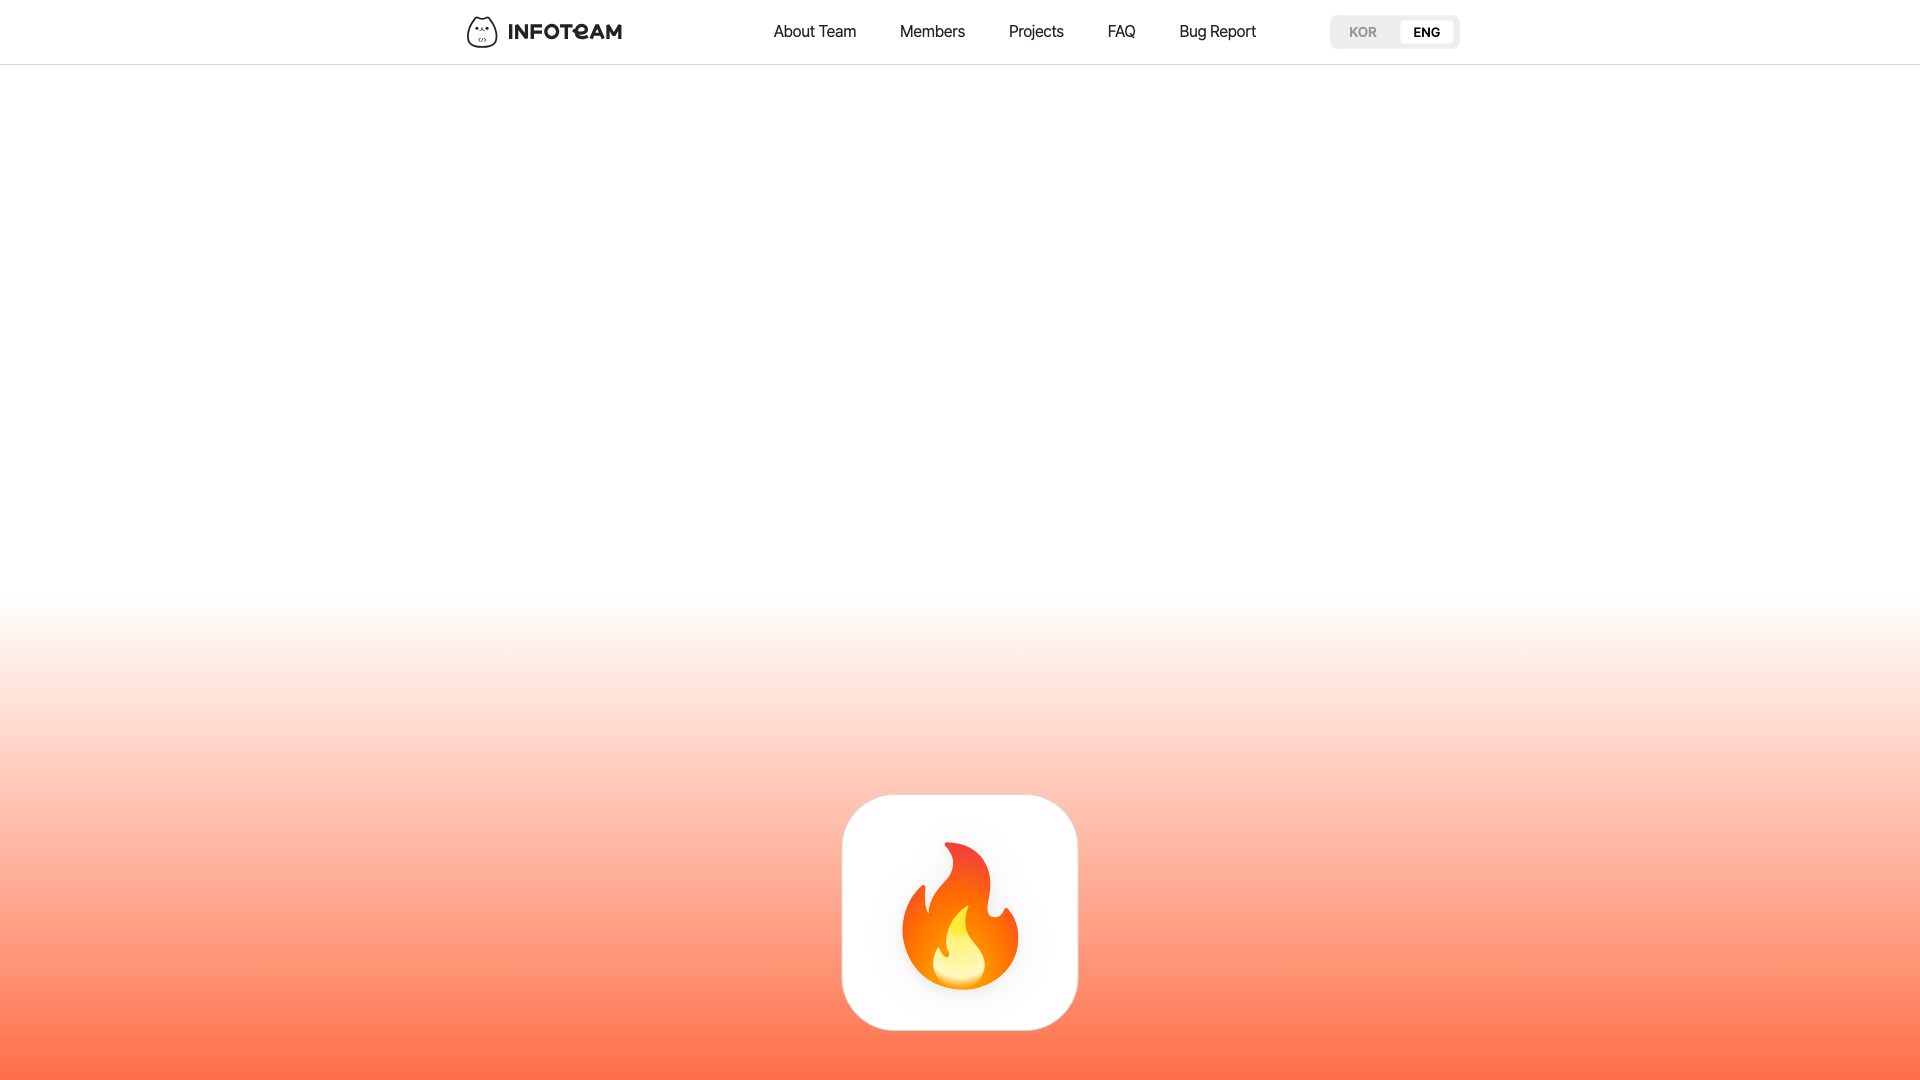 INFOTEAM
About Team
Members
Projects
FAQ
Bug Report
KOR
ENG